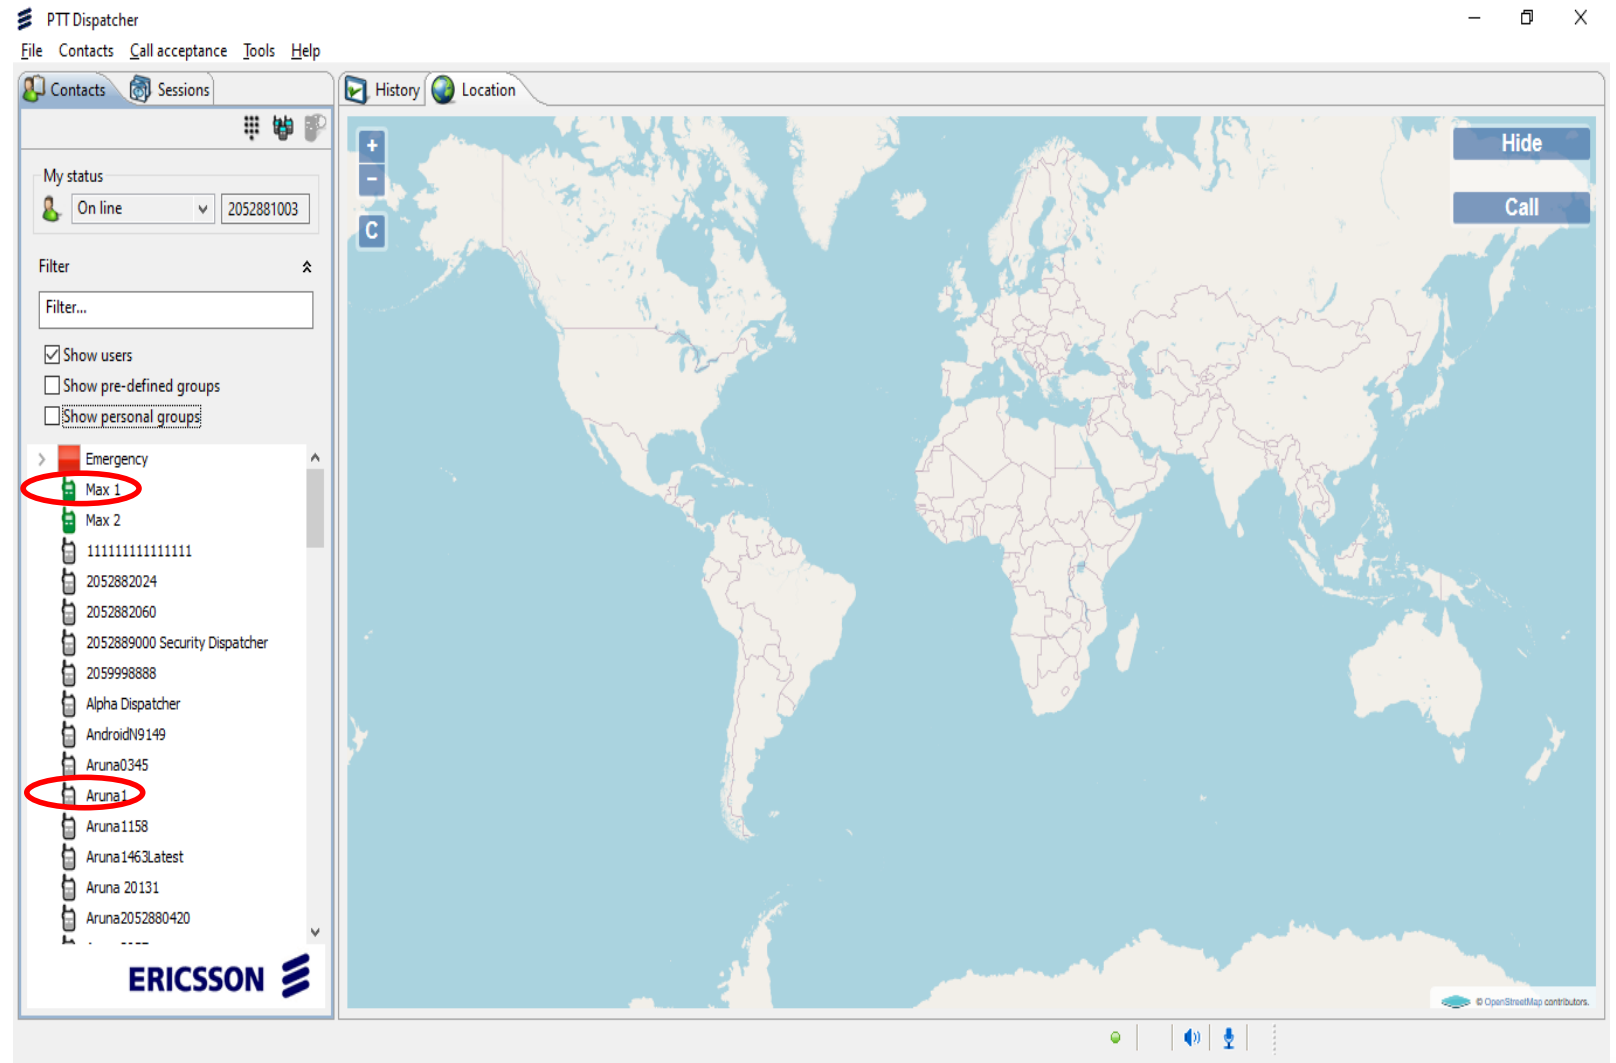 PTT Dispatcher
File Contacts Call acceptance Tools Help
Contacts Sessions
History Location
My status
On line 2052881003
Filter
Filter...
Show users
Show pre-defined groups
Show personal groups
Emergency
Max 1
Max 2
111111111111111
2052882024
2052882060
2052889000 Security Dispatcher
2059998888
Alpha Dispatcher
AndroidN9149
Aruna0345
Aruna1
Aruna1158
Aruna1463Latest
Aruna 20131
Aruna2052880420
ERICSSON
+
−
C
Hide
Call
© OpenStreetMap contributors.